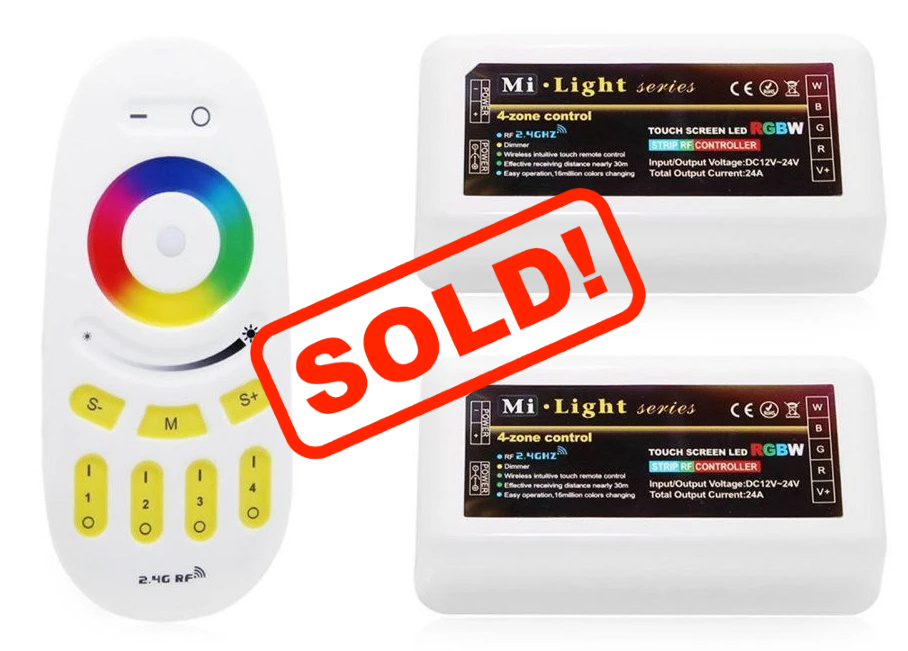 S-
M
S+
I
1
I
2
I
3
I
4
2.4G RF
SOLD!
Mi·Light series
CE
4-zone control
RF 2.4GHZ
Dimmer
Wireless intuitive touch remote control
Effective receiving distance nearly 30m
Easy operation,16million colors changing
TOUCH SCREEN LED RGBW
STRIP RF CONTROLLER
Input/Output Voltage:DC12V~24V
Total Output Current:24A
- + POWER
POWER
W
B
G
R
V+
Mi·Light series
CE
4-zone control
RF 2.4GHZ
Dimmer
Wireless intuitive touch remote control
Effective receiving distance nearly 30m
Easy operation,16million colors changing
TOUCH SCREEN LED RGBW
STRIP RF CONTROLLER
Input/Output Voltage:DC12V~24V
Total Output Current:24A
- + POWER
POWER
W
B
G
R
V+